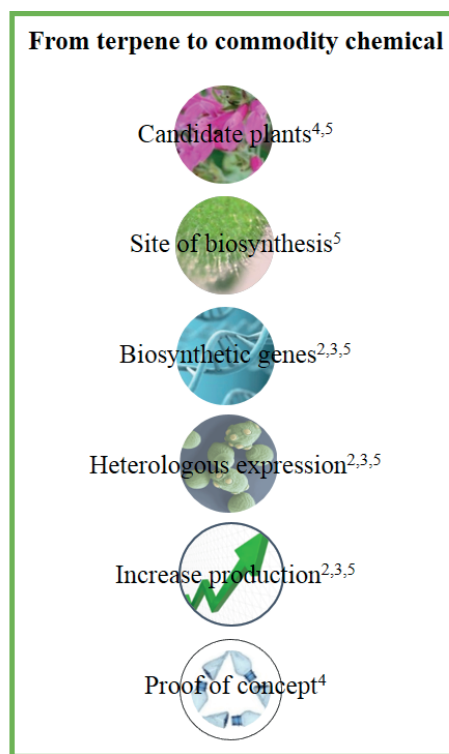 From terpene to commodity chemical
Candidate plants4,5
Site of biosynthesis5
Biosynthetic genes2,3,5
Heterologous expression2,3,5
Increase production2,3,5
Proof of concept4